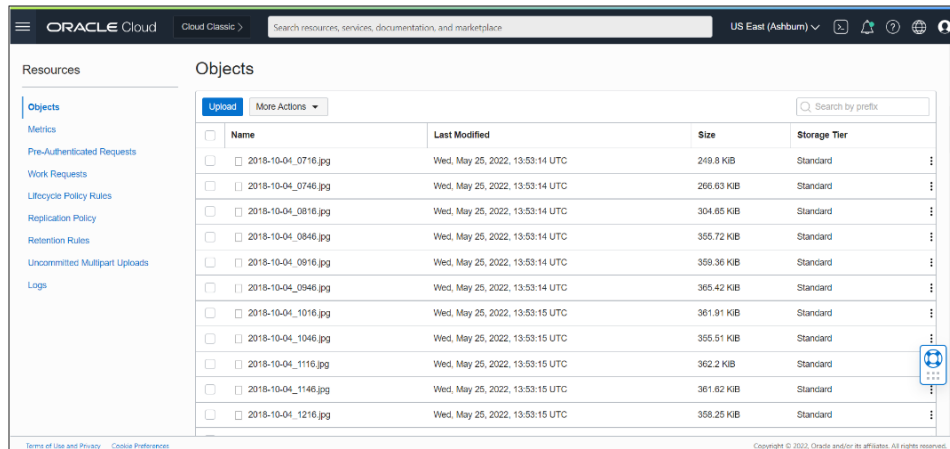 ORACLE Cloud Cloud Classic > Search resources, services, documentation, and marketplace US East (Ashburn)
Resources
Objects
Metrics
Pre-Authenticated Requests
Work Requests
Lifecycle Policy Rules
Replication Policy
Retention Rules
Uncommitted Multipart Uploads
Logs
Objects
Upload More Actions Search by prefix
Name Last Modified Size Storage Tier
2018-10-04_0716.jpg Wed, May 25, 2022, 13:53:14 UTC 249.8 KiB Standard
2018-10-04_0746.jpg Wed, May 25, 2022, 13:53:14 UTC 266.63 KiB Standard
2018-10-04_0816.jpg Wed, May 25, 2022, 13:53:14 UTC 304.65 KiB Standard
2018-10-04_0846.jpg Wed, May 25, 2022, 13:53:14 UTC 355.72 KiB Standard
2018-10-04_0916.jpg Wed, May 25, 2022, 13:53:14 UTC 359.36 KiB Standard
2018-10-04_0946.jpg Wed, May 25, 2022, 13:53:14 UTC 365.42 KiB Standard
2018-10-04_1016.jpg Wed, May 25, 2022, 13:53:15 UTC 361.91 KiB Standard
2018-10-04_1046.jpg Wed, May 25, 2022, 13:53:15 UTC 355.51 KiB Standard
2018-10-04_1116.jpg Wed, May 25, 2022, 13:53:15 UTC 362.2 KiB Standard
2018-10-04_1146.jpg Wed, May 25, 2022, 13:53:15 UTC 361.62 KiB Standard
2018-10-04_1216.jpg Wed, May 25, 2022, 13:53:15 UTC 358.25 KiB Standard
Terms of Use and Privacy Cookie Preferences Copyright © 2022, Oracle and/or its affiliates. All rights reserved.